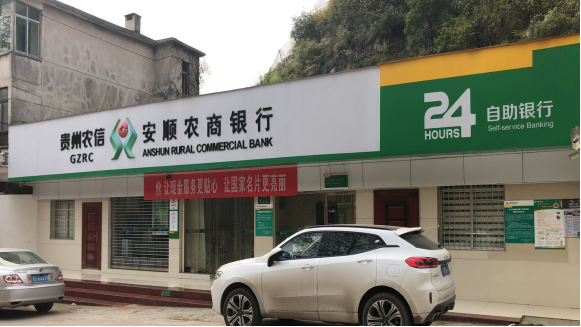 贵州农信
GZRC
安顺农商银行
ANSHUN RURAL COMMERCIAL BANK
24
HOURS
自助银行
Self-service Banking
让现金服务更贴心 让国家名片更亮丽